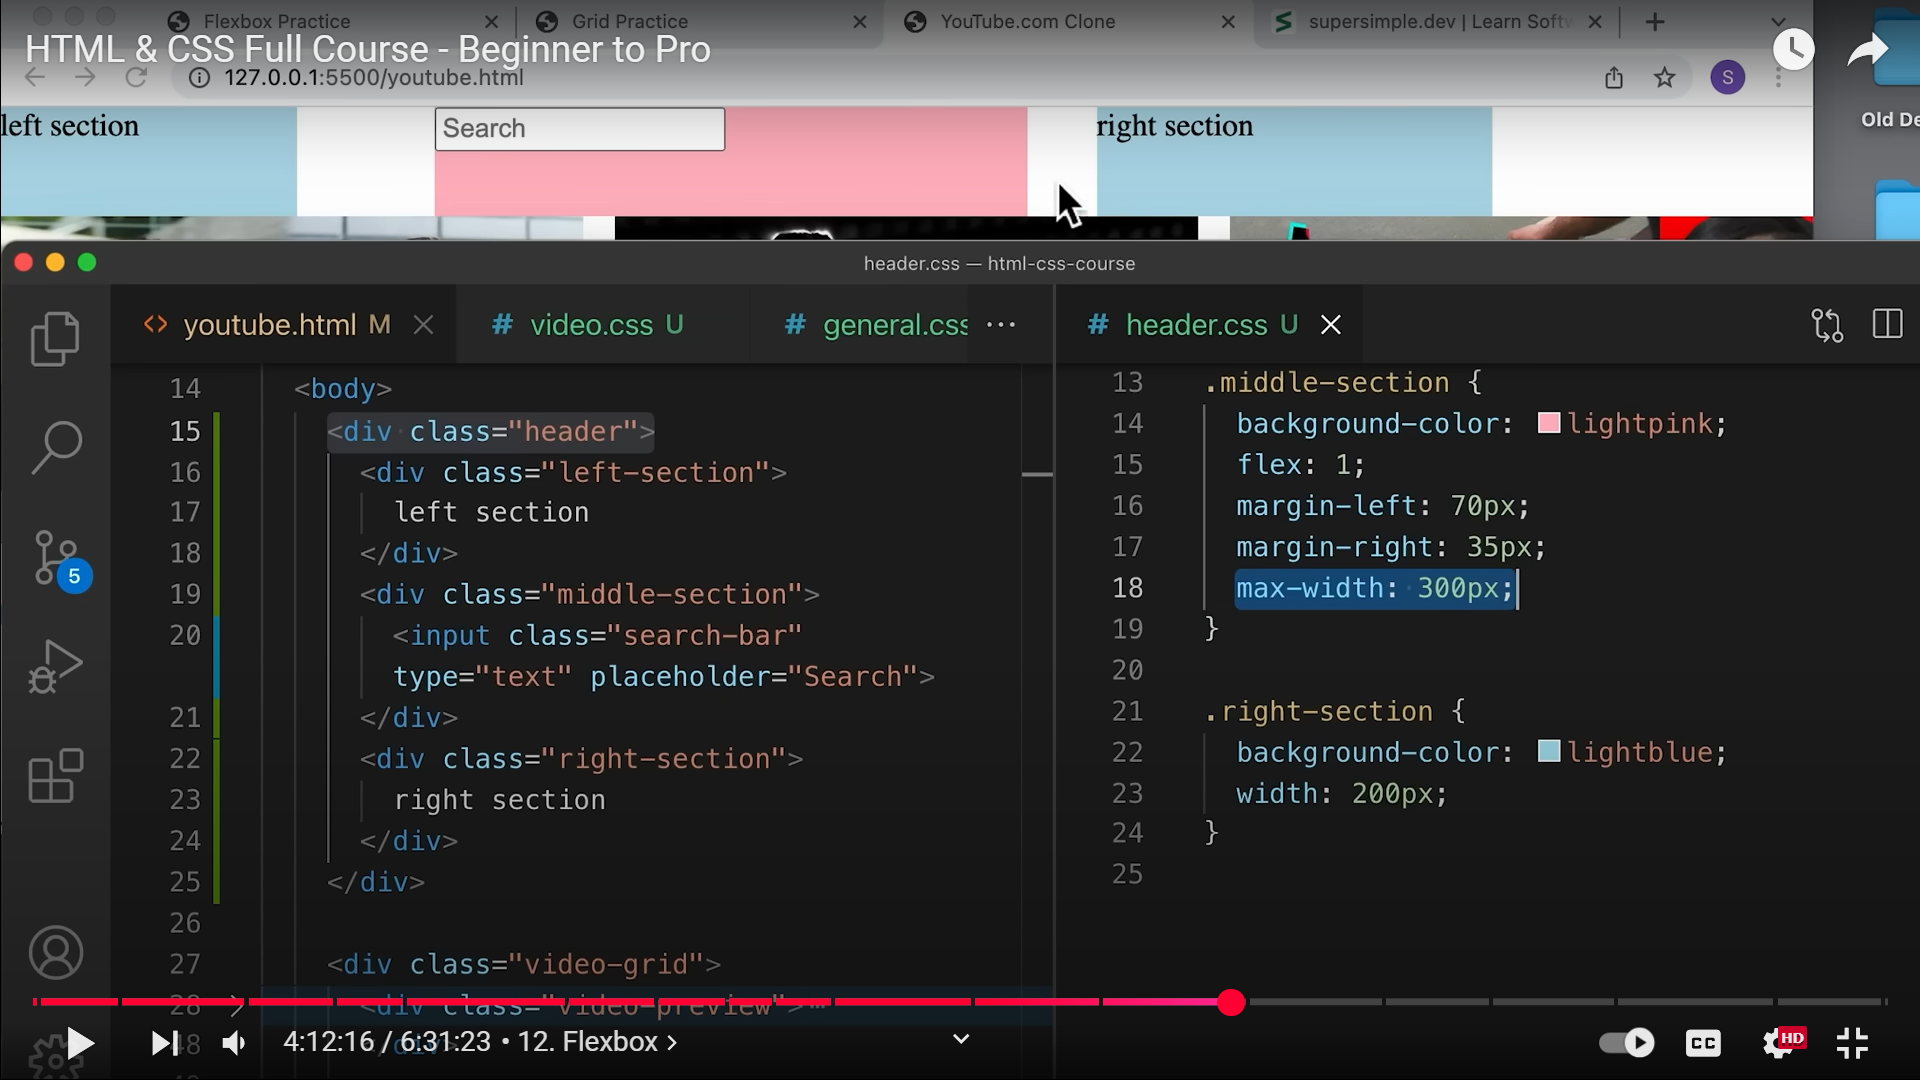 Flexbox Practice
Grid Practice
YouTube.com Clone
supersimple.dev | Learn Softw
HTML & CSS Full Course - Beginner to Pro
127.0.0.1:5500/youtube.html
S
left section
Search
right section
Old De
header.css — html-css-course
youtube.html M
# video.css U
# general.css
...
# header.css U
14 <body>
15 <div class="header">
16 <div class="left-section">
17 left section
18 </div>
19 <div class="middle-section">
20 <input class="search-bar"
type="text" placeholder="Search">
21 </div>
22 <div class="right-section">
23 right section
24 </div>
25 </div>
26
27 <div class="video-grid">
28 <div class="video-preview">…
13 .middle-section {
14 background-color: lightpink;
15 flex: 1;
16 margin-left: 70px;
17 margin-right: 35px;
18 max-width: 300px;
19 }
20
21 .right-section {
22 background-color: lightblue;
23 width: 200px;
24 }
25
5
4:12:16 / 6:31:23 • 12. Flexbox
CC
HD